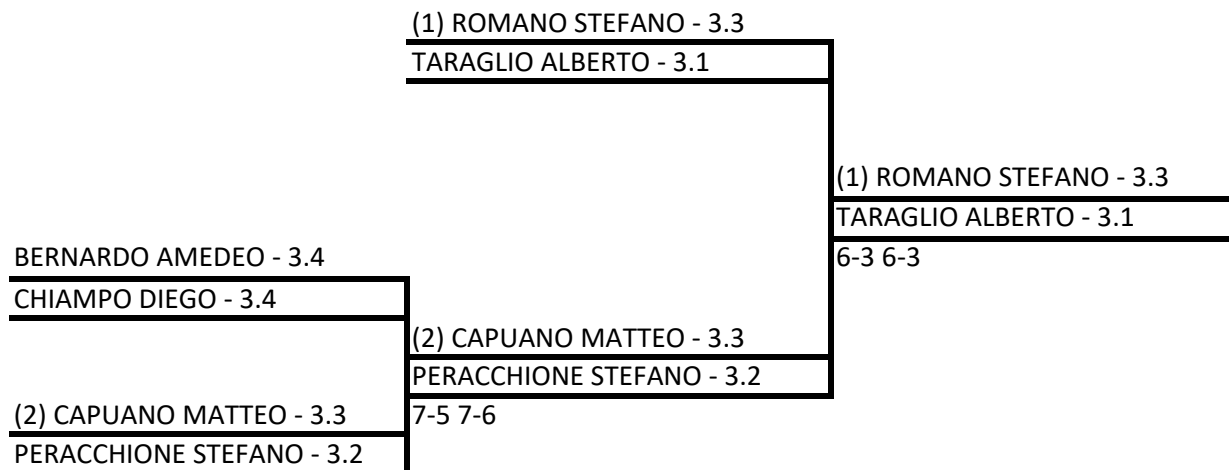 (1) ROMANO STEFANO - 3.3
TARAGLIO ALBERTO - 3.1
(1) ROMANO STEFANO - 3.3
TARAGLIO ALBERTO - 3.1
BERNARDO AMEDEO - 3.4
6-3 6-3
CHIAMPO DIEGO - 3.4
(2) CAPUANO MATTEO - 3.3
PERACCHIONE STEFANO - 3.2
(2) CAPUANO MATTEO - 3.3
7-5 7-6
PERACCHIONE STEFANO - 3.2